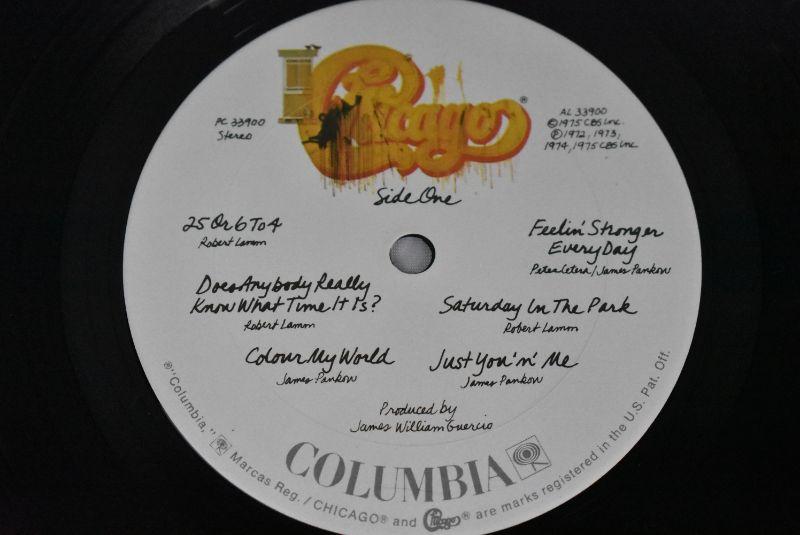 Chicago®
PC 33900
Stereo
AL 33900
©1975 CBS Inc.
℗1972, 1973,
1974, 1975 CBS Inc.
Side One
25 Or 6 To 4
Robert Lamm
Does Anybody Really
Know What Time It Is?
Robert Lamm
Colour My World
James Pankow
Feelin' Stronger
Every Day
Peter Cetera/James Pankow
Saturday In The Park
Robert Lamm
Just You 'n' Me
James Pankow
Produced by
James William Guercio
COLUMBIA
®"Columbia," Marcas Reg. / CHICAGO® and Chicago® are marks registered in the U.S. Pat. Off.